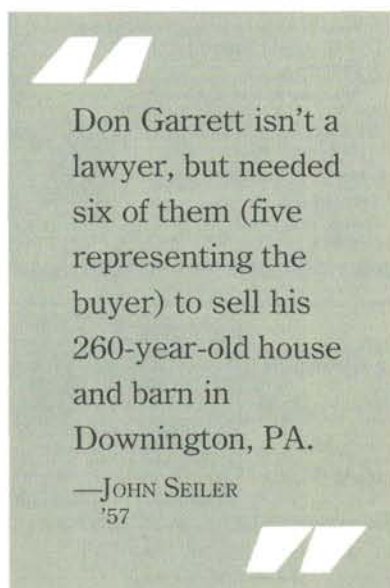 Don Garrett isn't a
lawyer, but needed
six of them (five
representing the
buyer) to sell his
260-year-old house
and barn in
Downington, PA.
—JOHN SEILER
'57